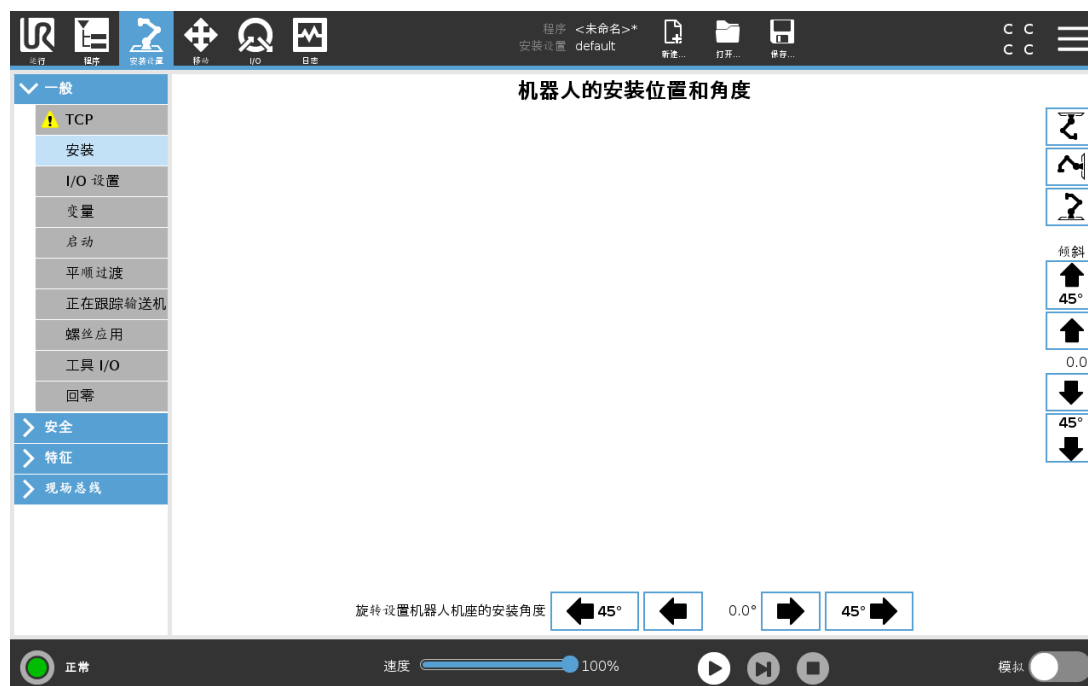 UR
运行
程序
安装设置
移动
I/O
日志
程序 <未命名>*
安装设置 default
新建...
打开...
保存...
C C
C C
一般
TCP
安装
I/O 设置
变量
启动
平顺过渡
正在跟踪输送机
螺丝应用
工具 I/O
回零
安全
特征
现场总线
机器人的安装位置和角度
倾斜
45°
0.0
45°
旋转设置机器人机座的安装角度
45°
0.0°
45°
正常
速度
100%
模拟